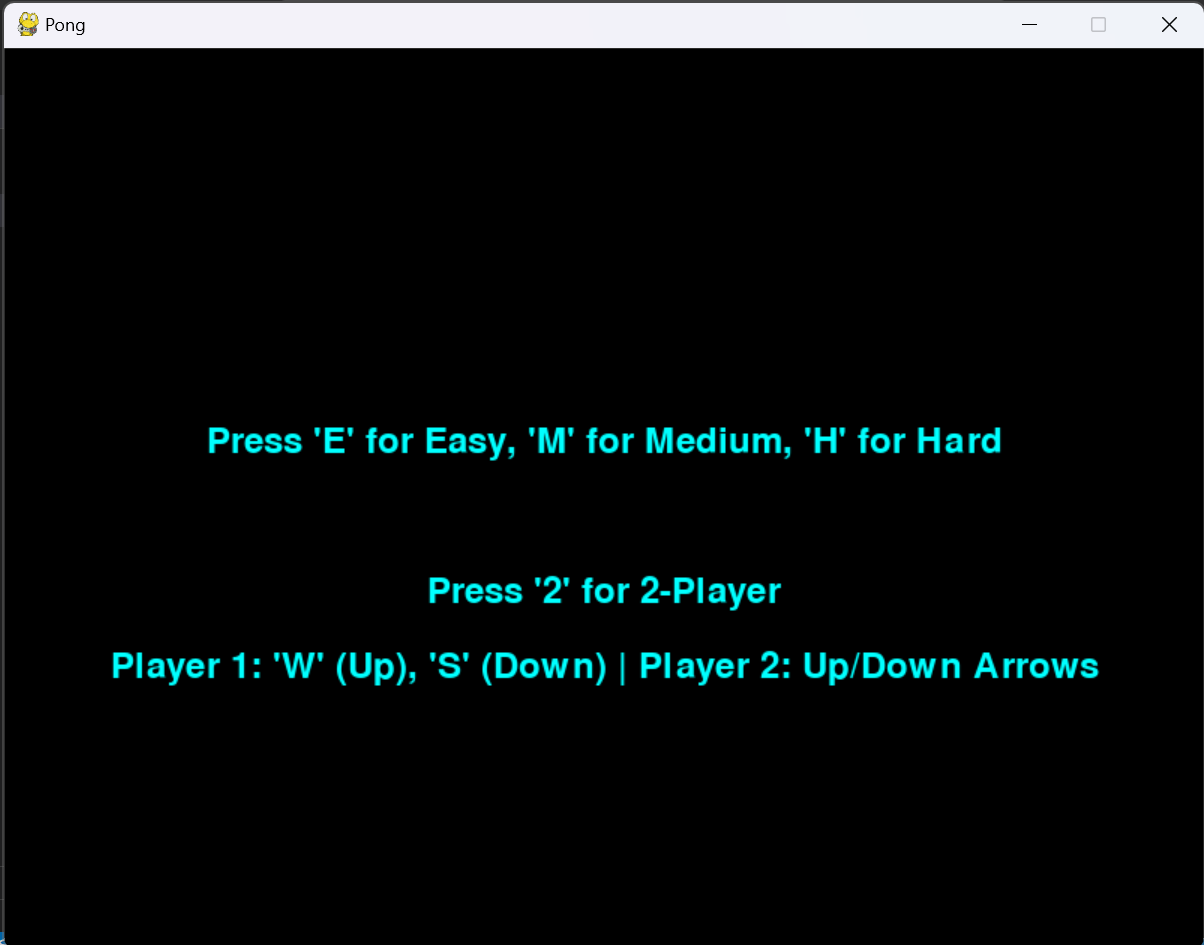 Pong
Press 'E' for Easy, 'M' for Medium, 'H' for Hard
Press '2' for 2-Player
Player 1: 'W' (Up), 'S' (Down) | Player 2: Up/Down Arrows